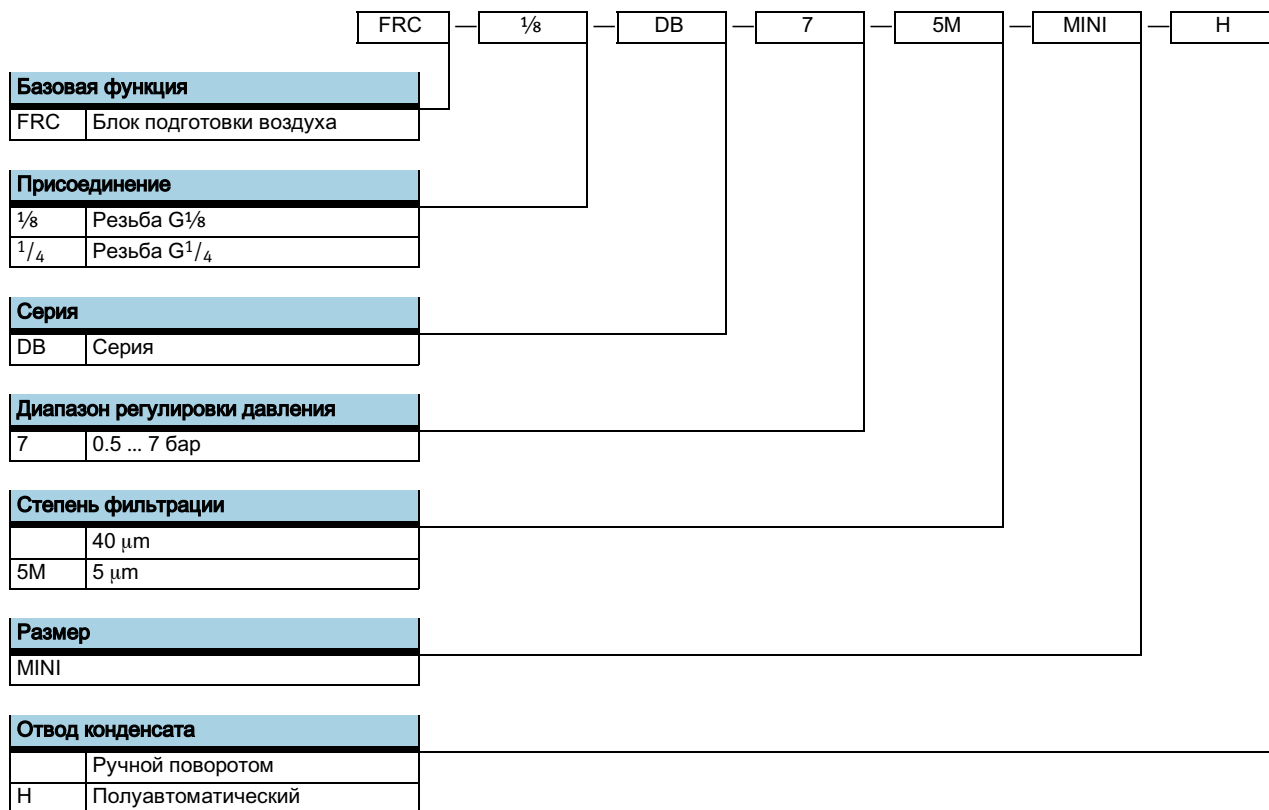 FRC — ⅛ — DB — 7 — 5M — MINI — H
Базовая функция
FRC Блок подготовки воздуха
Присоединение
⅛ Резьба G⅛
1/4 Резьба G1/4
Серия
DB Серия
Диапазон регулировки давления
7 0.5 ... 7 бар
Степень фильтрации
40 µm
5M 5 µm
Размер
MINI
Отвод конденсата
Ручной поворотом
H Полуавтоматический